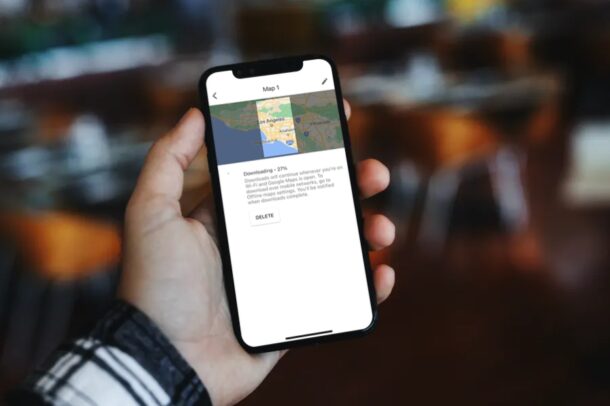 Map 1
Los Angeles
Anaheim
Downloading • 27%
Downloads will continue whenever you're on
Wi-Fi and Google Maps is open. To
download over mobile networks, go to
Offline maps settings. You'll be notified
when downloads complete.
DELETE